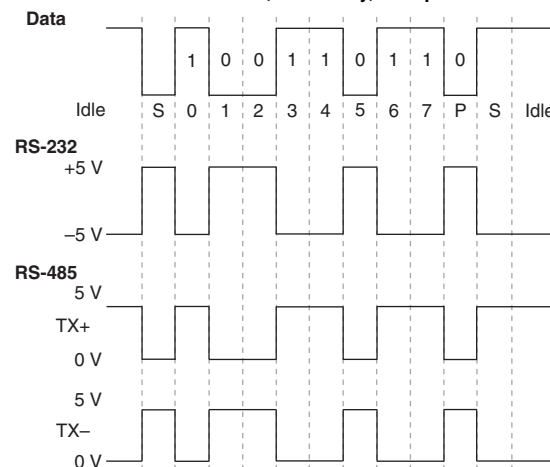 Data
1 0 0 1 1 0 1 1 0
Idle S 0 1 2 3 4 5 6 7 P S Idle
RS-232
+5 V
–5 V
RS-485
5 V
TX+
0 V
5 V
TX–
0 V